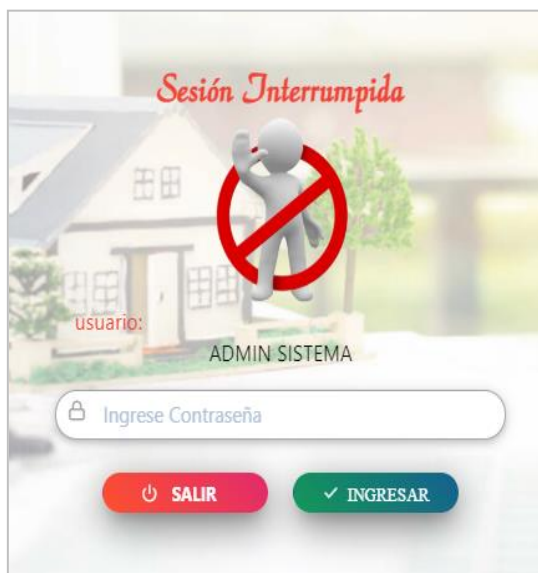 Sesión Interrumpida
usuario:
ADMIN SISTEMA
Ingrese Contraseña
SALIR
INGRESAR